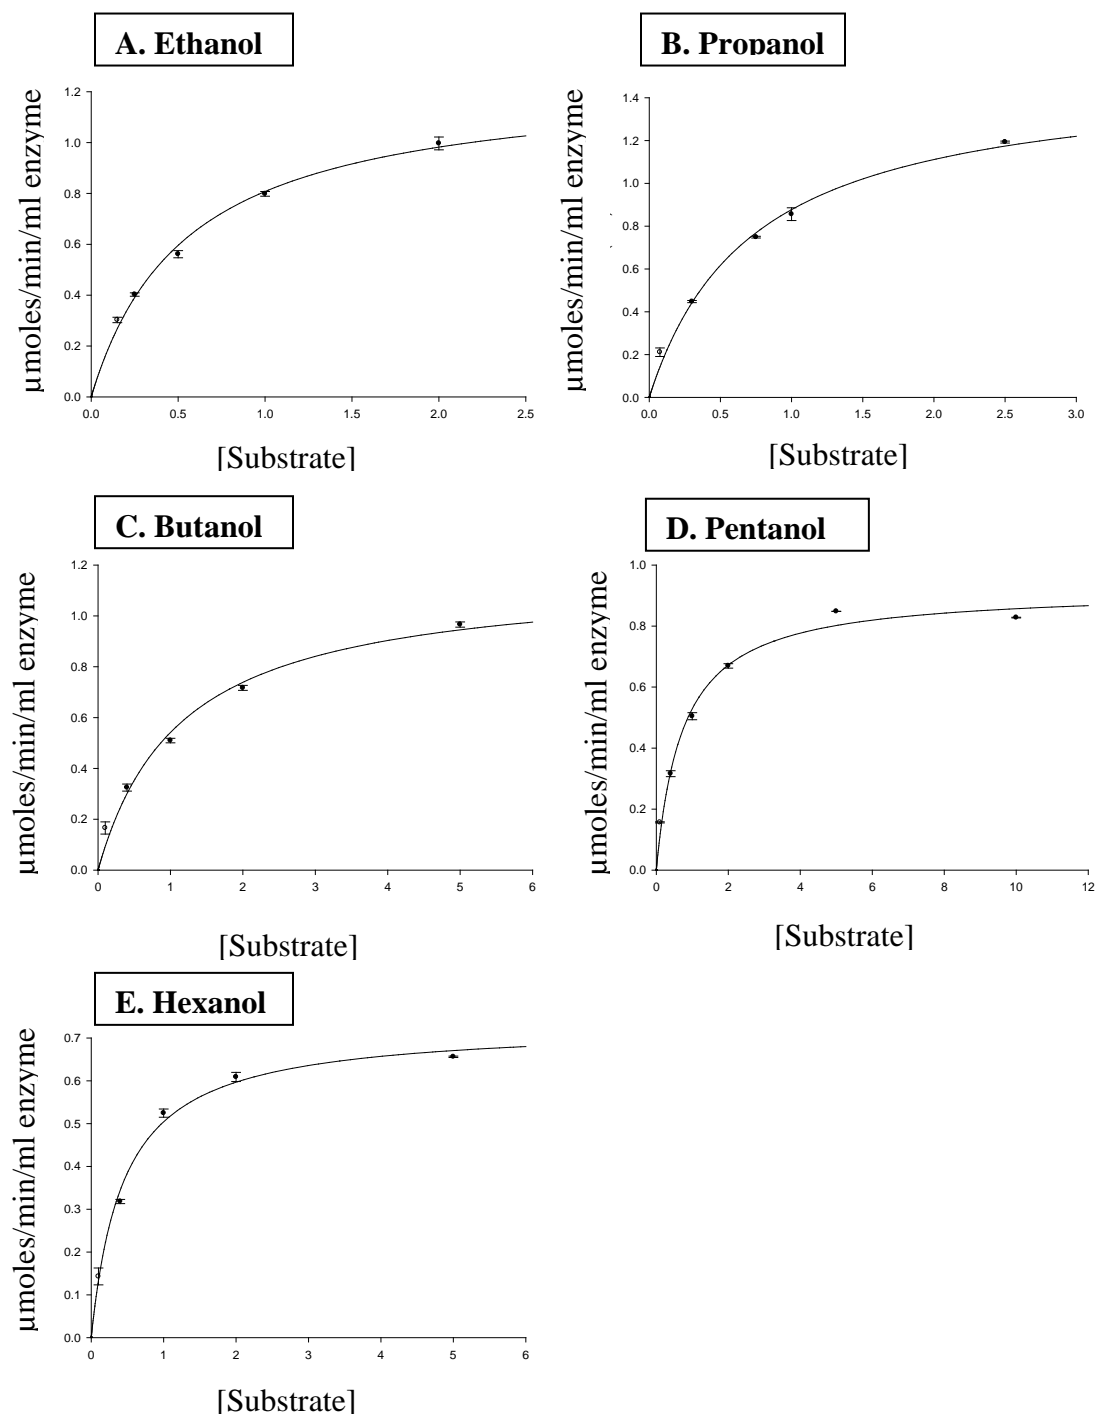 A. Ethanol
μmoles/min/ml enzyme
1.2
1.0
0.8
0.6
0.4
0.2
0.0
0.0 0.5 1.0 1.5 2.0 2.5
[Substrate]
B. Propanol
μmoles/min/ml enzyme
1.4
1.2
1.0
0.8
0.6
0.4
0.2
0.0
0.0 0.5 1.0 1.5 2.0 2.5 3.0
[Substrate]
C. Butanol
μmoles/min/ml enzyme
1.2
1.0
0.8
0.6
0.4
0.2
0.0
0 1 2 3 4 5 6
[Substrate]
D. Pentanol
μmoles/min/ml enzyme
1.0
0.8
0.6
0.4
0.2
0.0
0 2 4 6 8 10 12
[Substrate]
E. Hexanol
μmoles/min/ml enzyme
0.7
0.6
0.5
0.4
0.3
0.2
0.1
0.0
0 1 2 3 4 5 6
[Substrate]